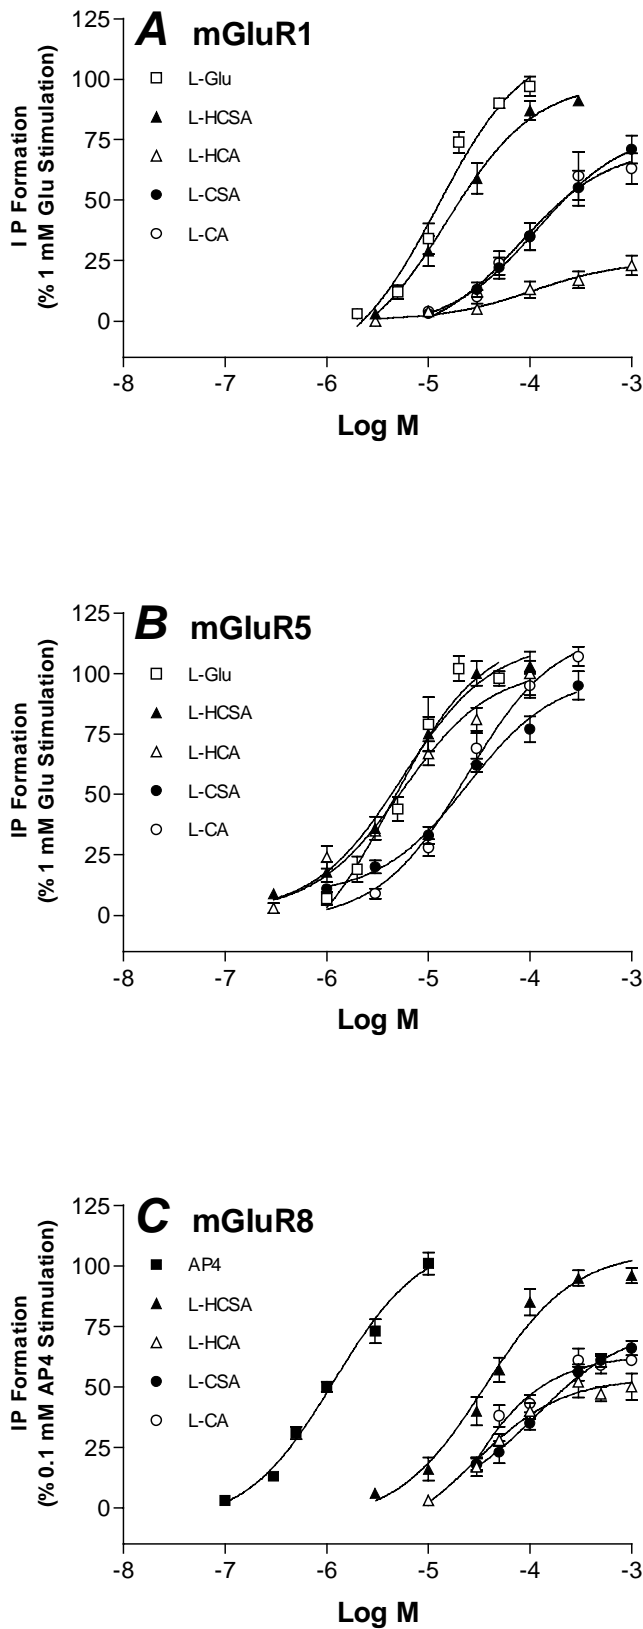 A mGluR1
I P Formation
(% 1 mM Glu Stimulation)
125
100
75
50
25
0
L-Glu
L-HCSA
L-HCA
L-CSA
L-CA
-8 -7 -6 -5 -4 -3
Log M
B mGluR5
IP Formation
(% 1 mM Glu Stimulation)
125
100
75
50
25
0
L-Glu
L-HCSA
L-HCA
L-CSA
L-CA
-8 -7 -6 -5 -4 -3
Log M
C mGluR8
IP Formation
(% 0.1 mM AP4 Stimulation)
125
100
75
50
25
0
AP4
L-HCSA
L-HCA
L-CSA
L-CA
-8 -7 -6 -5 -4 -3
Log M